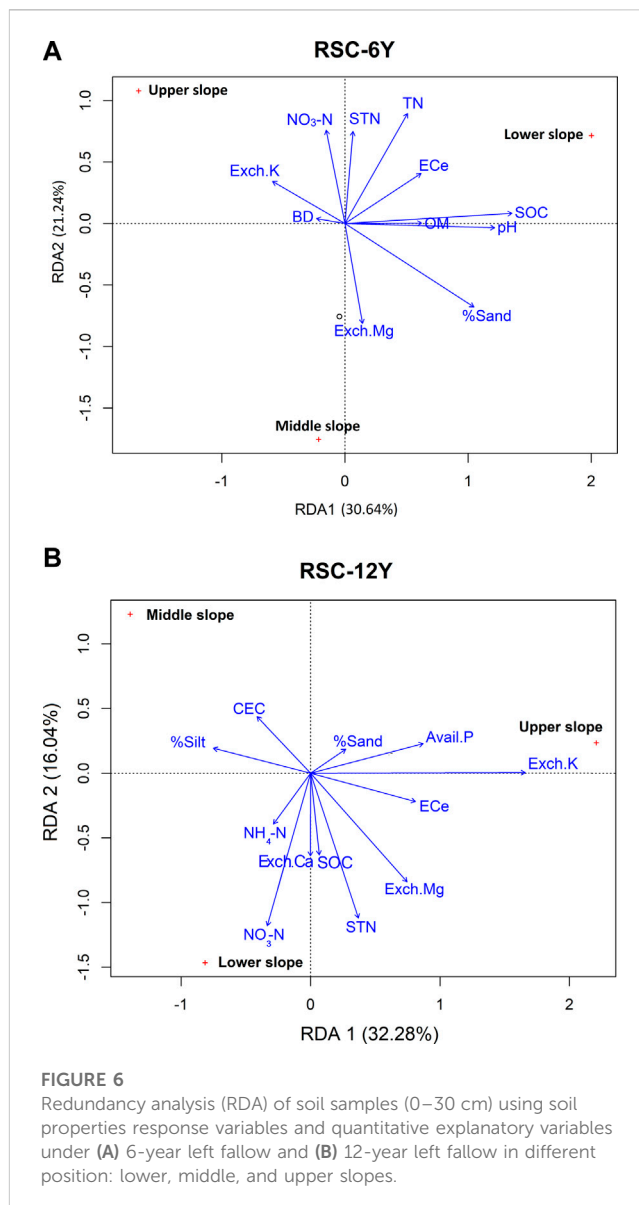 A
RSC-6Y
Upper slope
Lower slope
Middle slope
NO₃-N
STN
TN
ECe
Exch.K
BD
SOC
OM
pH
%Sand
Exch.Mg
RDA2 (21.24%)
1.0
0.5
0.0
-0.5
-1.0
-1.5
-1
0
1
2
RDA1 (30.64%)
B
RSC-12Y
Middle slope
Upper slope
Lower slope
CEC
%Silt
%Sand
Avail.P
Exch.K
ECe
NH₄-N
Exch.Ca
SOC
Exch.Mg
NO₃-N
STN
RDA 2 (16.04%)
1.0
0.5
0.0
-0.5
-1.0
-1.5
-1
0
1
2
RDA 1 (32.28%)
FIGURE 6
Redundancy analysis (RDA) of soil samples (0–30 cm) using soil
properties response variables and quantitative explanatory variables
under (A) 6-year left fallow and (B) 12-year left fallow in different
position: lower, middle, and upper slopes.